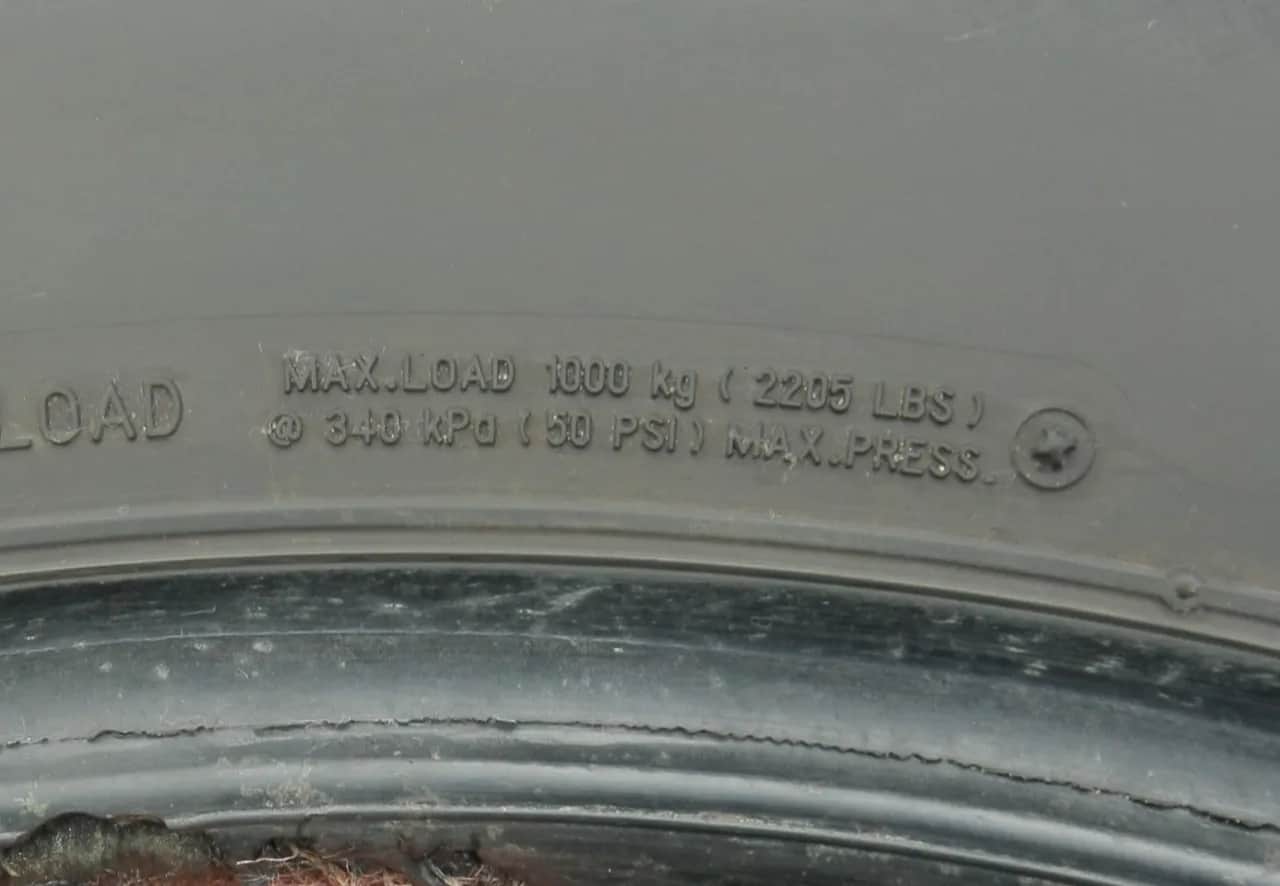 LOAD
MAX.LOAD 1000 kg ( 2205 LBS )
@ 340 kPa ( 50 PSI ) MAX.PRESS.